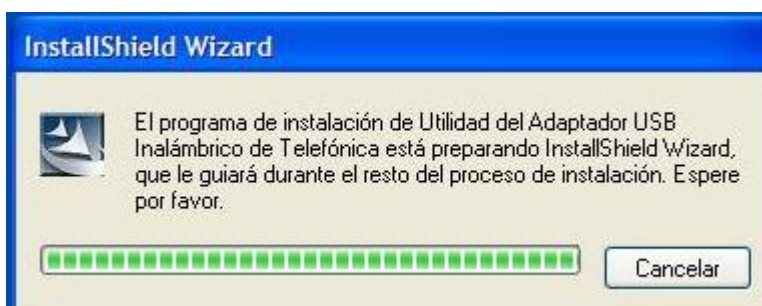 InstallShield Wizard
El programa de instalación de Utilidad del Adaptador USB
Inalámbrico de Telefónica está preparando InstallShield Wizard,
que le guiará durante el resto del proceso de instalación. Espere
por favor.
Cancelar